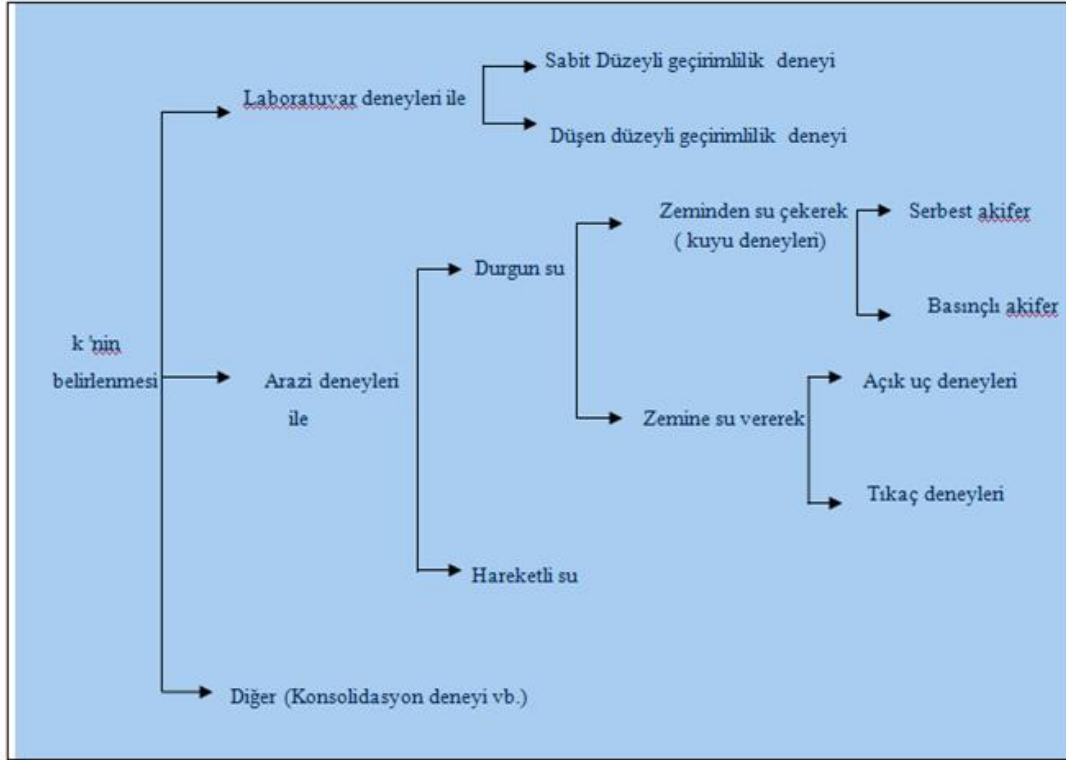 Sabit Düzeyli geçirimlilik deneyi
Laboratuvar deneyleri ile
Düşen düzeyli geçirimlilik deneyi
Zeminden su çekerek
( kuyu deneyleri)
Serbest akifer
Durgun su
Basınçlı akifer
k 'nin
belirlenmesi
Arazi deneyleri
ile
Açık uç deneyleri
Zemine su vererek
Tıkaç deneyleri
Hareketli su
Diğer (Konsolidasyon deneyi vb.)